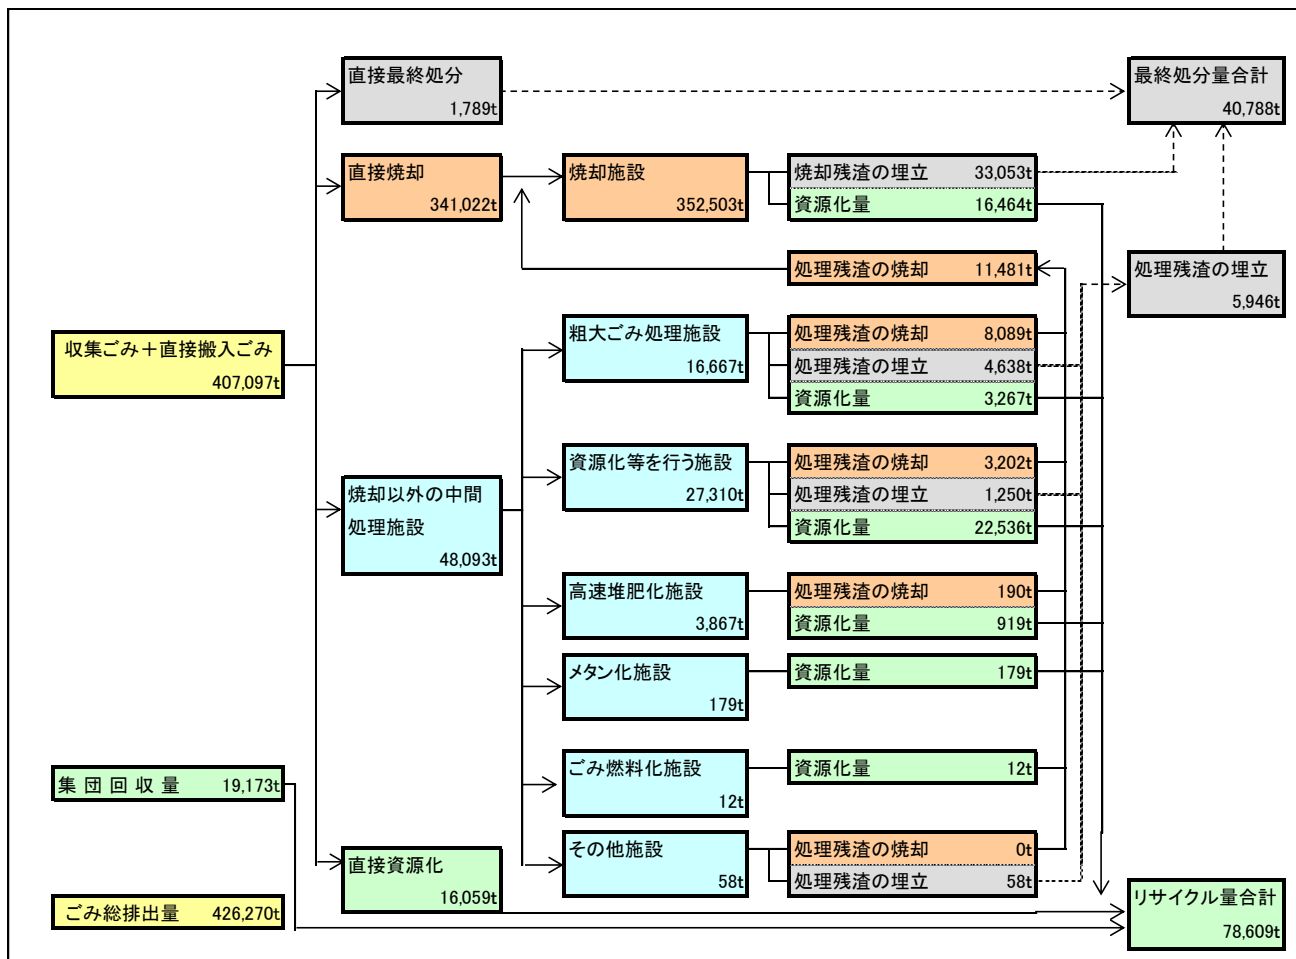 直接最終処分
1,789t
最終処分量合計
40,788t
直接焼却
341,022t
焼却施設
352,503t
焼却残渣の埋立 33,053t
資源化量 16,464t
処理残渣の焼却 11,481t
処理残渣の埋立
5,946t
収集ごみ+直接搬入ごみ
407,097t
粗大ごみ処理施設
16,667t
処理残渣の焼却 8,089t
処理残渣の埋立 4,638t
資源化量 3,267t
焼却以外の中間
処理施設
48,093t
資源化等を行う施設
27,310t
処理残渣の焼却 3,202t
処理残渣の埋立 1,250t
資源化量 22,536t
高速堆肥化施設
3,867t
処理残渣の焼却 190t
資源化量 919t
メタン化施設
179t
資源化量 179t
ごみ燃料化施設
12t
資源化量 12t
集団回収量 19,173t
その他施設
58t
処理残渣の焼却 0t
処理残渣の埋立 58t
直接資源化
16,059t
ごみ総排出量 426,270t
リサイクル量合計
78,609t